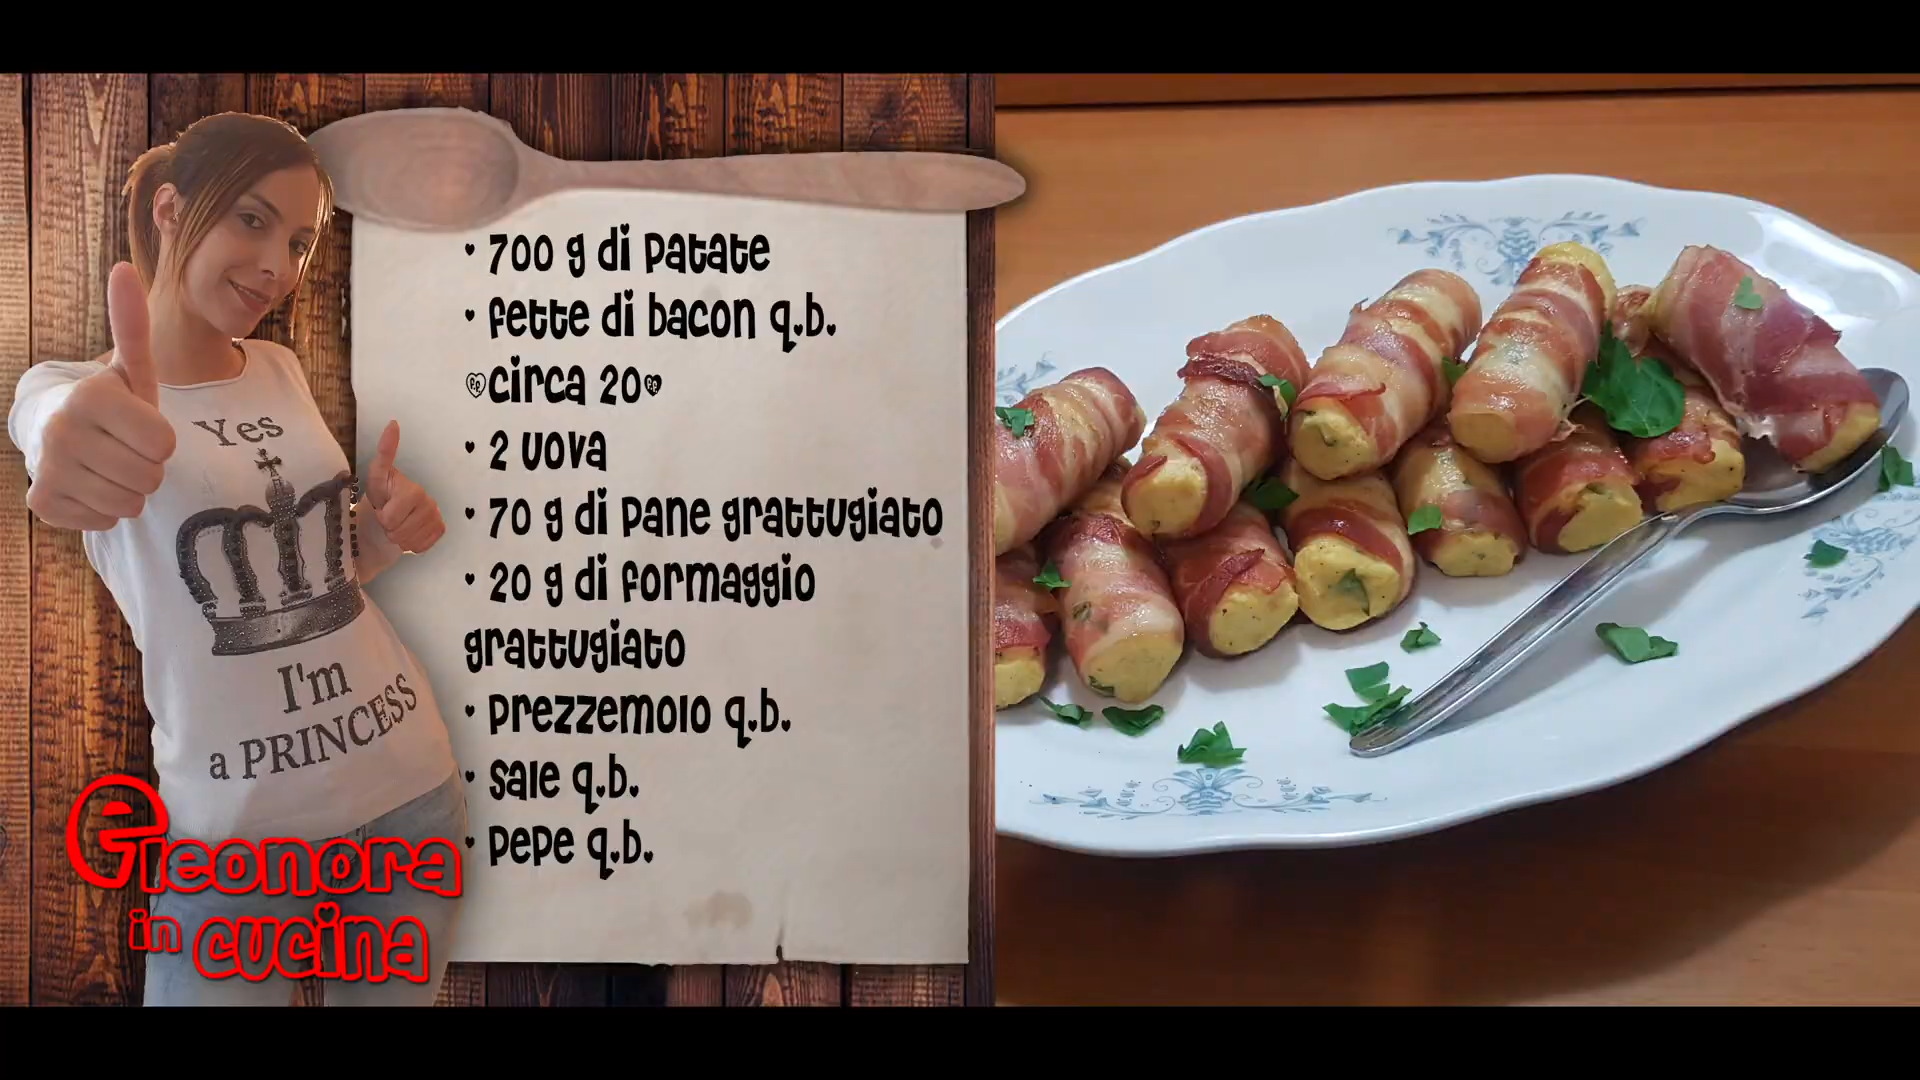 Yes
I'm
a PRINCESS
Eleonora
in cucina
• 700 g di patate
• fette di bacon q.b.
circa 20
• 2 uova
• 70 g di pane grattugiato
• 20 g di formaggio
grattugiato
• prezzemolo q.b.
• sale q.b.
• pepe q.b.